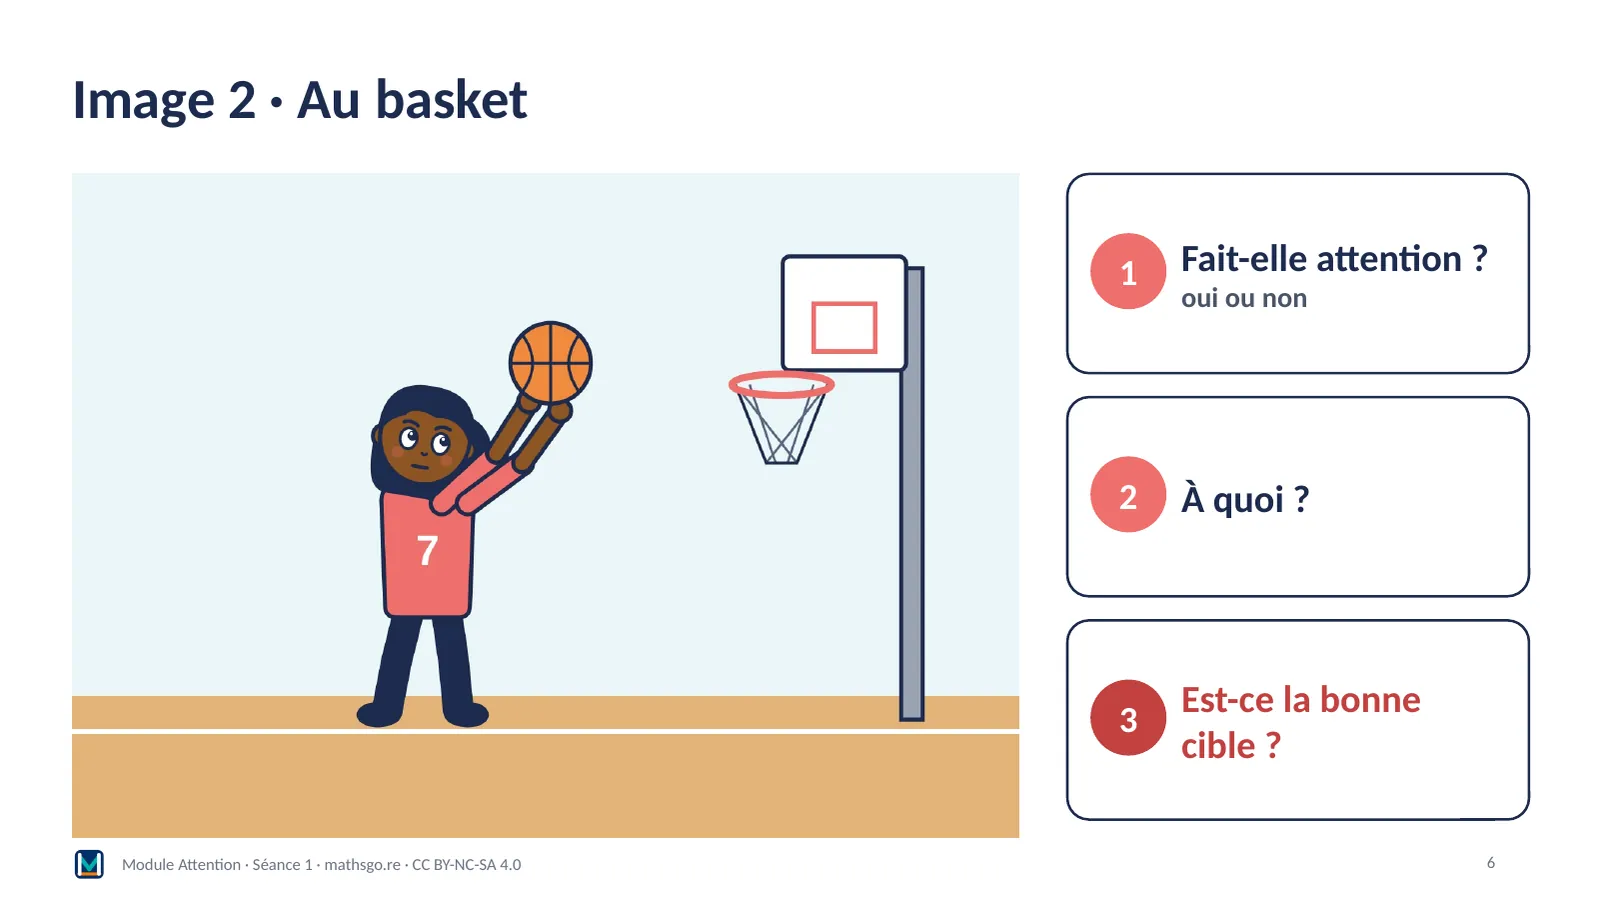 Image 2 · Au basket
7
1
Fait-elle attention ?
oui ou non
2
À quoi ?
3
Est-ce la bonne
cible ?
Module Attention · Séance 1 · mathsgo.re · CC BY-NC-SA 4.0
6